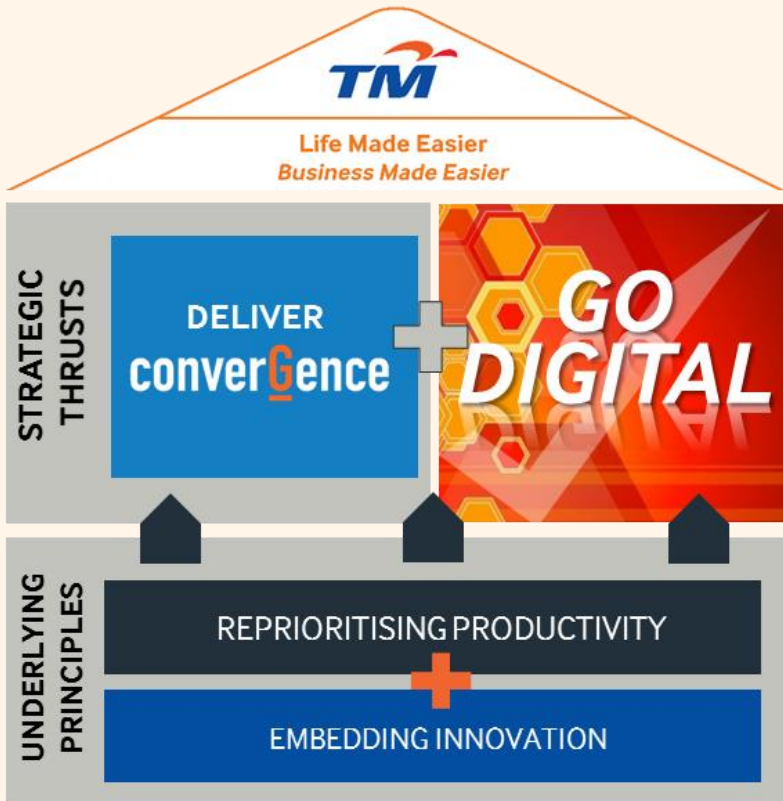 TM
Life Made Easier
Business Made Easier
STRATEGIC
THRUSTS
DELIVER
converGence
GO
DIGITAL
UNDERLYING
PRINCIPLES
REPRIORITISING PRODUCTIVITY
EMBEDDING INNOVATION